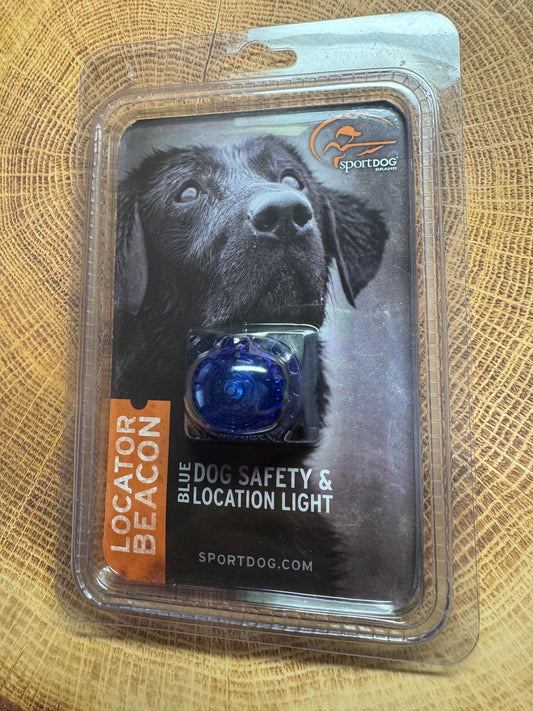 SPORTDOG®
BRAND
LOCATOR
BEACON
BLUE
DOG SAFETY &
LOCATION LIGHT
SPORTDOG.COM